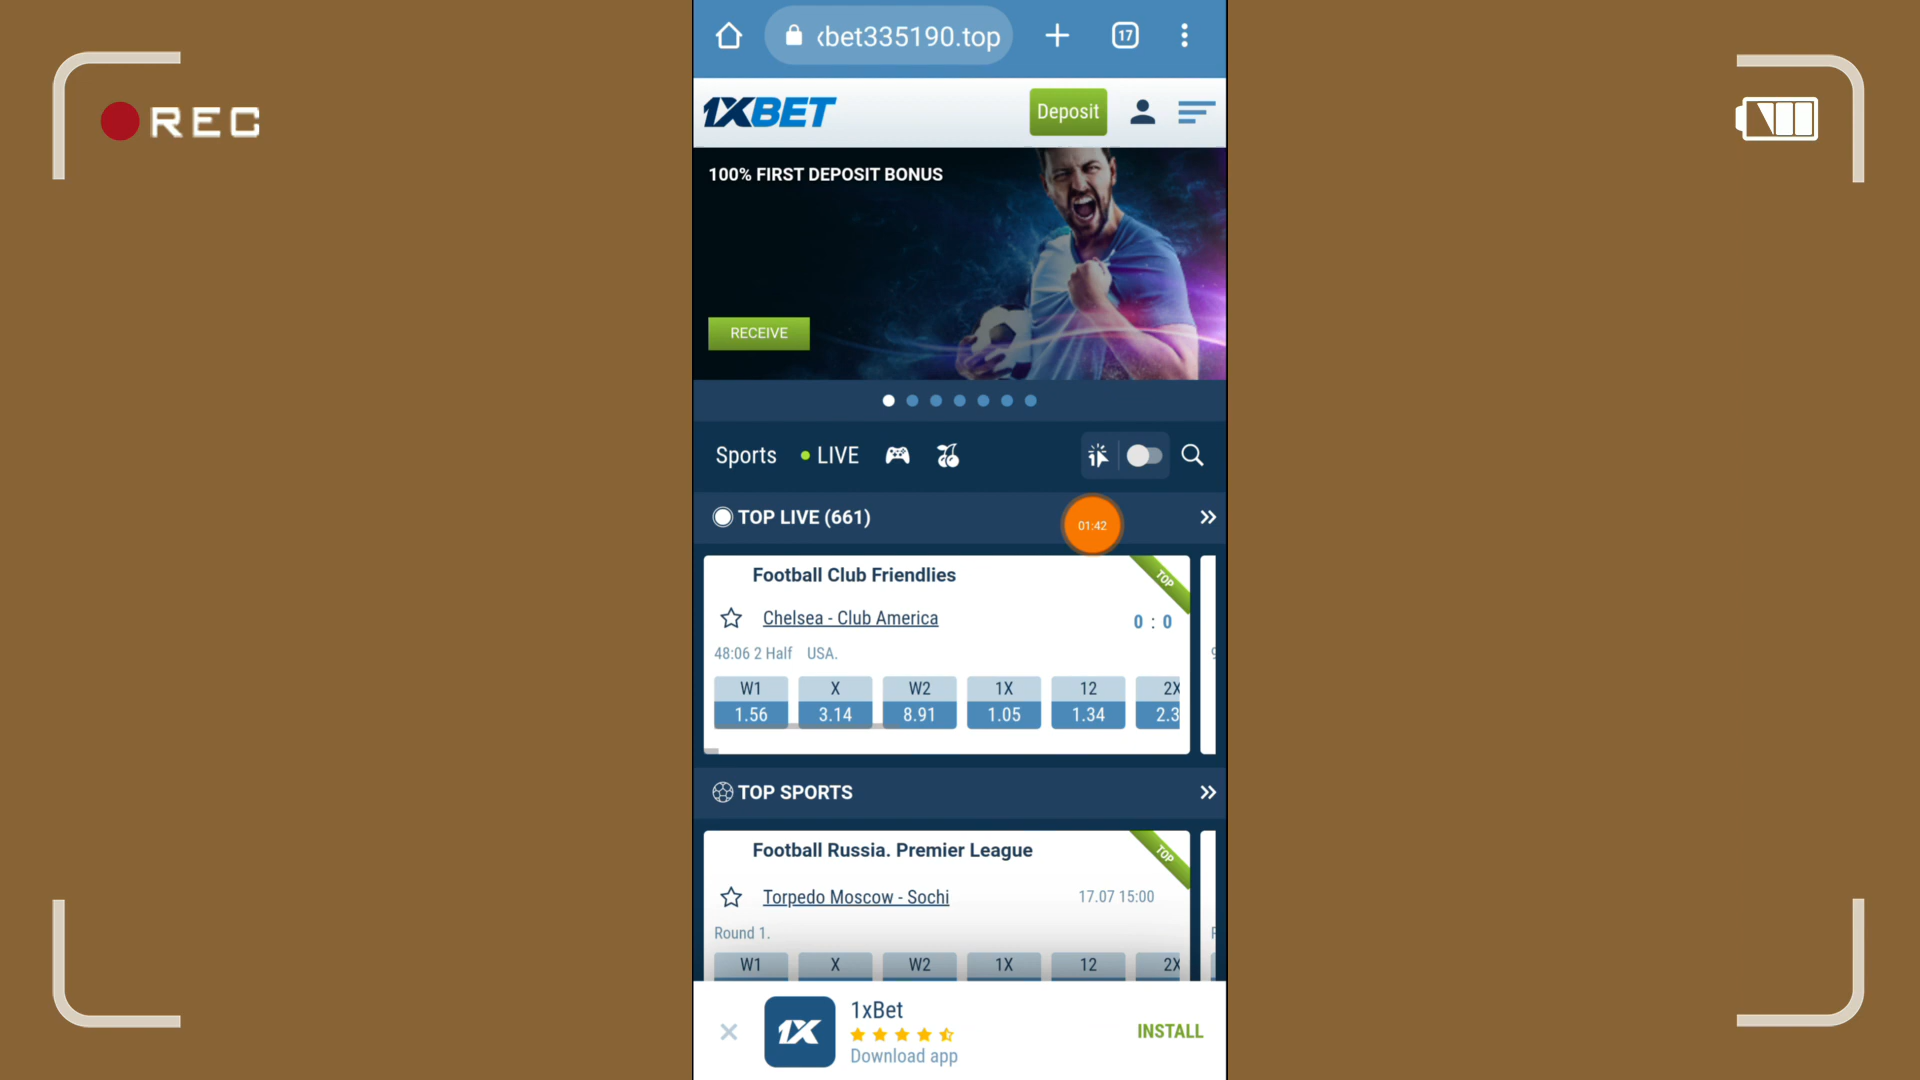 REC
xbet335190.top
17
1XBET
Deposit
100% FIRST DEPOSIT BONUS
RECEIVE
Sports
LIVE
TOP LIVE (661)
01:42
Football Club Friendlies
TOP
Chelsea - Club America
0 : 0
48:06 2 Half USA.
W1 X W2 1X 12 2X
1.56 3.14 8.91 1.05 1.34 2.3
TOP SPORTS
Football Russia. Premier League
TOP
Torpedo Moscow - Sochi
17.07 15:00
Round 1.
W1 X W2 1X 12 2X
1X
1xBet
Download app
INSTALL